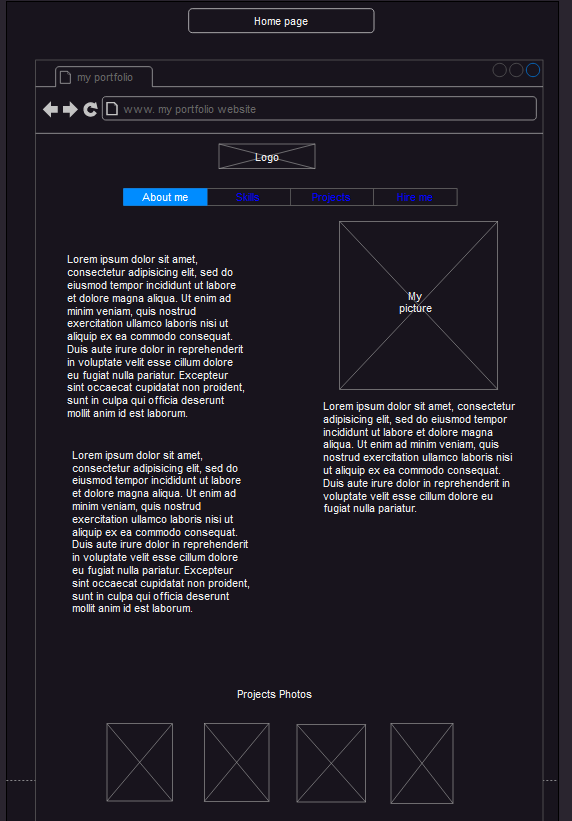 Home page
my portfolio
www. my portfolio website
Logo
About me
Skills
Projects
Hire me
Lorem ipsum dolor sit amet,
consectetur adipisicing elit, sed do
eiusmod tempor incididunt ut labore
et dolore magna aliqua. Ut enim ad
minim veniam, quis nostrud
exercitation ullamco laboris nisi ut
aliquip ex ea commodo consequat.
Duis aute irure dolor in reprehenderit
in voluptate velit esse cillum dolore
eu fugiat nulla pariatur. Excepteur
sint occaecat cupidatat non proident,
sunt in culpa qui officia deserunt
mollit anim id est laborum.
My
picture
Lorem ipsum dolor sit amet, consectetur
adipisicing elit, sed do eiusmod tempor
incididunt ut labore et dolore magna
aliqua. Ut enim ad minim veniam, quis
nostrud exercitation ullamco laboris nisi
ut aliquip ex ea commodo consequat.
Duis aute irure dolor in reprehenderit in
voluptate velit esse cillum dolore eu
fugiat nulla pariatur.
Lorem ipsum dolor sit amet,
consectetur adipisicing elit, sed do
eiusmod tempor incididunt ut labore
et dolore magna aliqua. Ut enim ad
minim veniam, quis nostrud
exercitation ullamco laboris nisi ut
aliquip ex ea commodo consequat.
Duis aute irure dolor in reprehenderit
in voluptate velit esse cillum dolore
eu fugiat nulla pariatur. Excepteur
sint occaecat cupidatat non proident,
sunt in culpa qui officia deserunt
mollit anim id est laborum.
Projects Photos